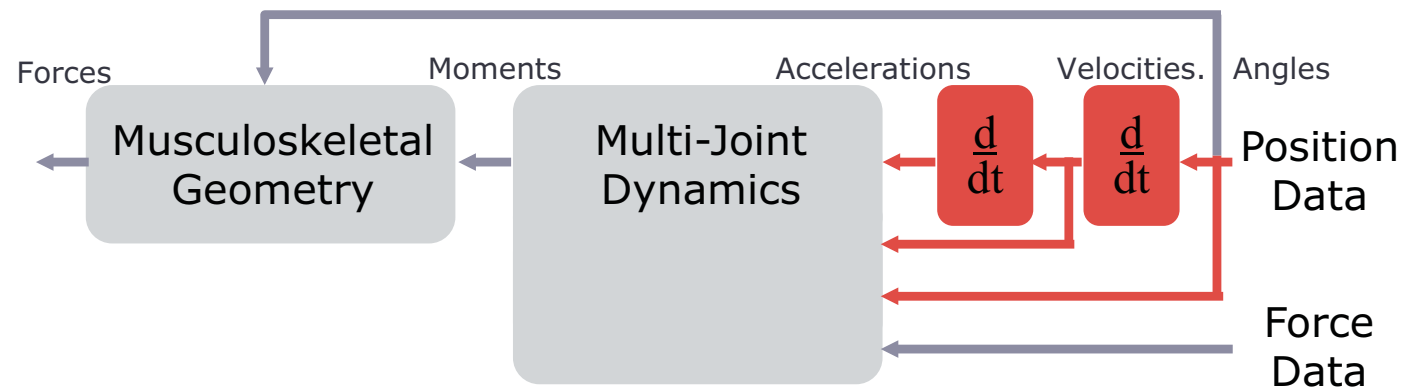 Forces
Moments
Accelerations
Velocities.
Angles
Musculoskeletal
Geometry
Multi-Joint
Dynamics
d
dt
d
dt
Position
Data
Force
Data